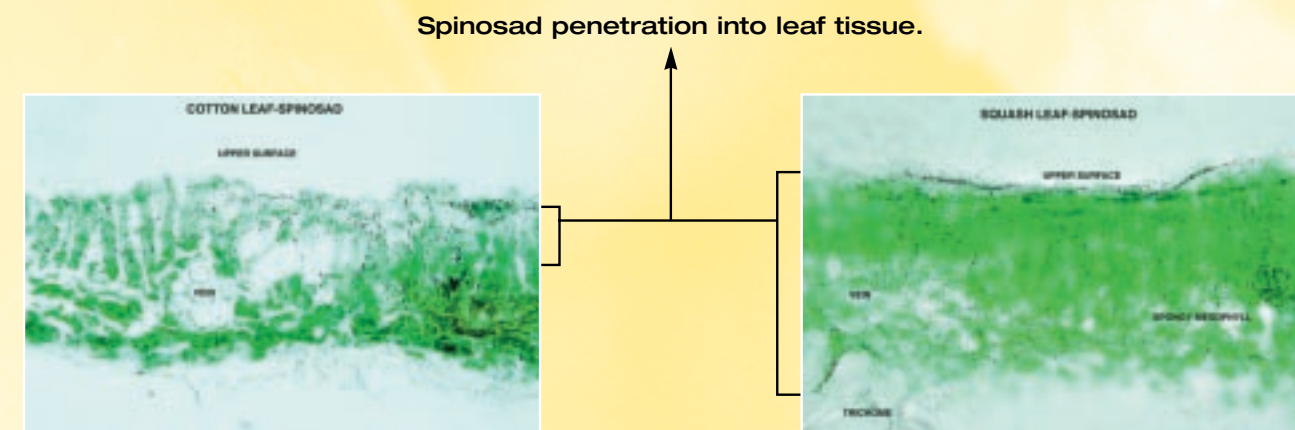 Spinosad penetration into leaf tissue.
COTTON LEAF-SPINOSAD
UPPER SURFACE
VEIN
SQUASH LEAF-SPINOSAD
UPPER SURFACE
VEIN
SPONGY MESOPHYLL
TRICHOME